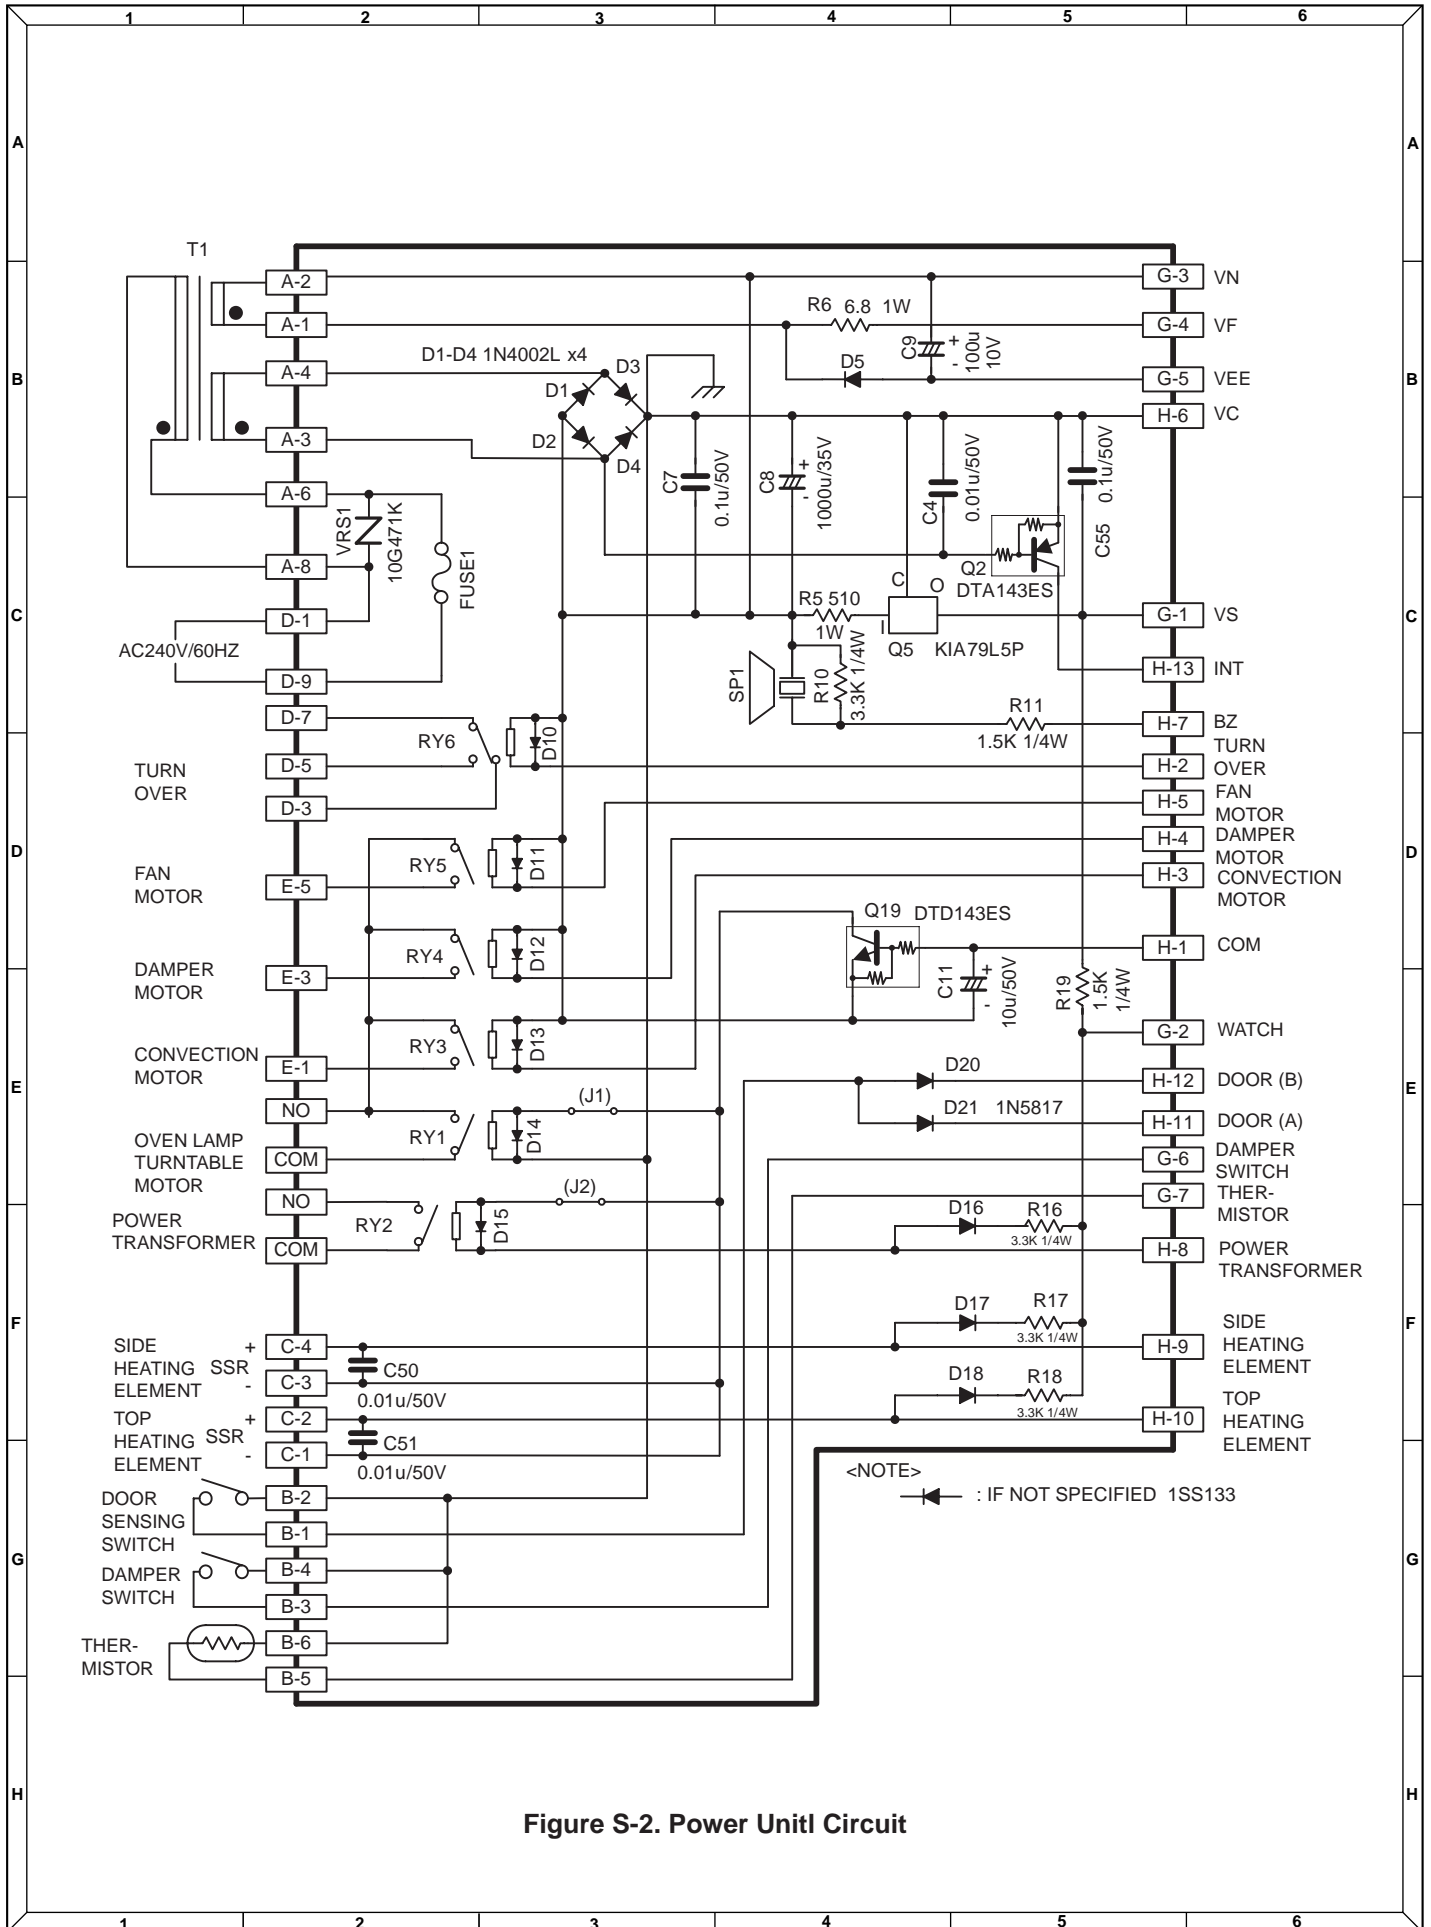 1 2 3 4 5 6
A A
T1
A-2 G-3 VN
R6 6.8 1W
A-1 G-4 VF
C9 + 100u
- 10V
D1-D4 1N4002L x4
D5
A-4 G-5 VEE
D3
B B
D1
H-6 VC
A-3
D2
D4
C7 0.1u/50V
C8 + 1000u/35V -
C4 0.01u/50V
C55 0.1u/50V
A-6
VRS1 10G471K
FUSE1
A-8
Q2
DTA143ES
C O
R5 510
1W
I
C C
D-1 G-1 VS
Q5 KIA79L5P
AC240V/60HZ
D-9 H-13 INT
SP1
R10 3.3K 1/4W
R11
1.5K 1/4W
D-7 H-7 BZ
RY6 D10
D-5 H-2 TURN
OVER
TURN
OVER
D-3 H-5 FAN
MOTOR
H-4 DAMPER
MOTOR
D D
RY5 D11
FAN
MOTOR
E-5 H-3 CONVECTION
MOTOR
Q19 DTD143ES
RY4 D12
H-1 COM
DAMPER
MOTOR
E-3
C11 + 10u/50V -
R19 1.5K 1/4W
G-2 WATCH
RY3 D13
CONVECTION
MOTOR
E-1
D20
H-12 DOOR (B)
E E
NO (J1)
D21 1N5817
H-11 DOOR (A)
RY1 D14
OVEN LAMP
TURNTABLE
MOTOR
COM G-6 DAMPER
SWITCH
NO (J2)
G-7 THER-
MISTOR
RY2 D15
D16 R16
3.3K 1/4W
POWER
TRANSFORMER
COM H-8 POWER
TRANSFORMER
D17 R17
3.3K 1/4W
F F
SIDE
HEATING
ELEMENT
SSR
+ C-4
- C-3
C50
0.01u/50V
H-9 SIDE
HEATING
ELEMENT
D18 R18
3.3K 1/4W
TOP
HEATING
ELEMENT
SSR
+ C-2
- C-1
C51
0.01u/50V
H-10 TOP
HEATING
ELEMENT
<NOTE>
: IF NOT SPECIFIED 1SS133
DOOR
SENSING
SWITCH
B-2
B-1
G G
DAMPER
SWITCH
B-4
B-3
THER-
MISTOR
B-6
B-5
H H
Figure S-2. Power Unitl Circuit
1 2 3 4 5 6